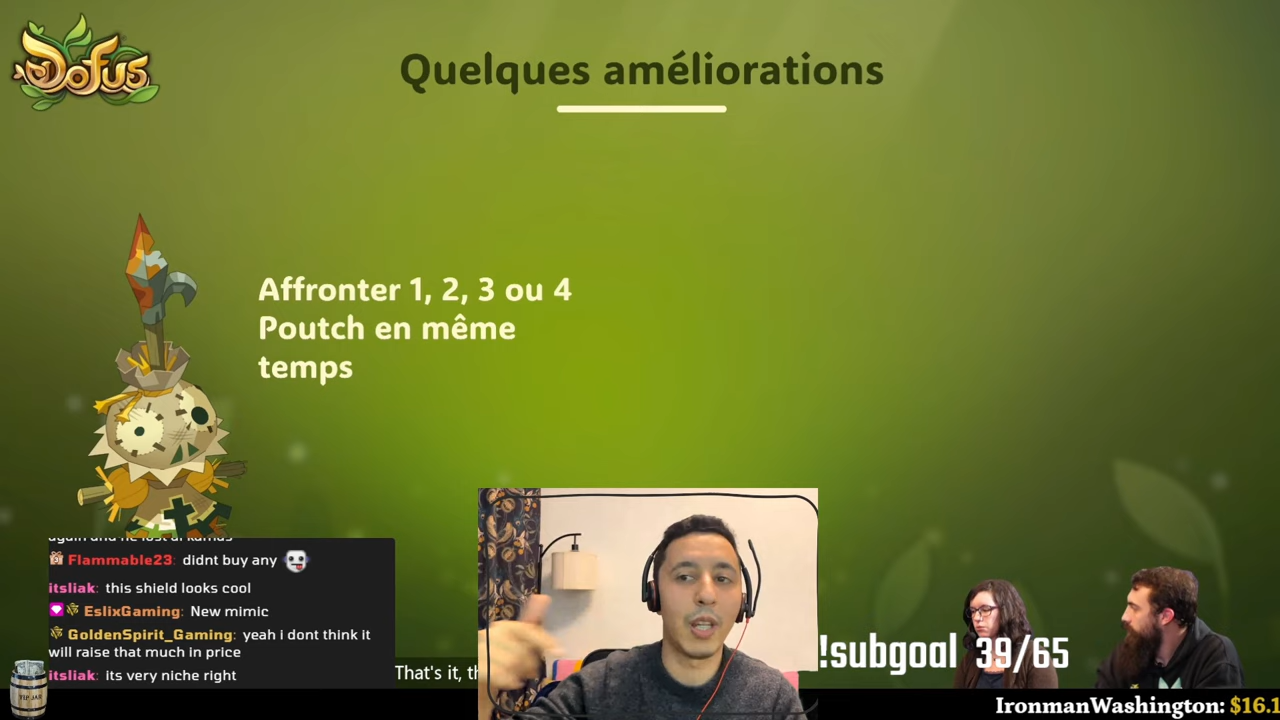 Dofus
Quelques améliorations
Affronter 1, 2, 3 ou 4
Poutch en même
temps
Flammable23: didnt buy any
itsliak: this shield looks cool
EslixGaming: New mimic
GoldenSpirit_Gaming: yeah i dont think it
will raise that much in price
itsliak: its very niche right
TIP JAR
That's it,
!subgoal 39/65
IronmanWashington: $16.1